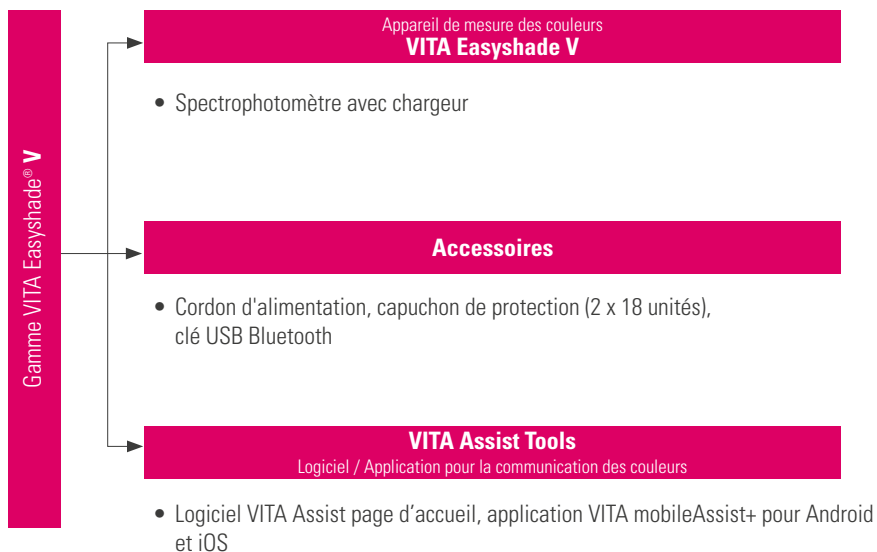 Gamme VITA Easyshade® V
Appareil de mesure des couleurs
VITA Easyshade V
• Spectrophotomètre avec chargeur
Accessoires
• Cordon d'alimentation, capuchon de protection (2 x 18 unités),
clé USB Bluetooth
VITA Assist Tools
Logiciel / Application pour la communication des couleurs
• Logiciel VITA Assist page d’accueil, application VITA mobileAssist+ pour Android
et iOS